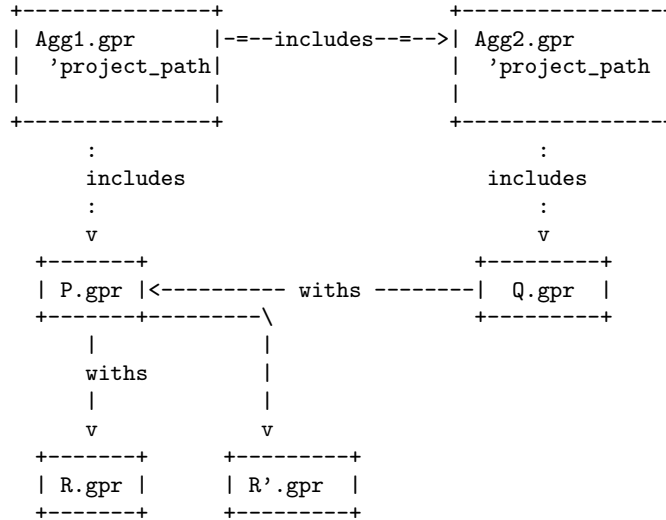 +---------------+                  +----------------
| Agg1.gpr      |-=--includes--=-->| Agg2.gpr
|  'project_path|                  |  'project_path
|               |                  |
+---------------+                  +----------------
      :                                   :
      includes                        includes
      :                                   :
      v                                   v
  +-------+                          +---------+
  | P.gpr |<---------- withs --------|  Q.gpr  |
  +-------+---------\                +---------+
      |             |
      withs         |
      |             |
      v             v
  +-------+      +---------+
  | R.gpr |      | R'.gpr  |
  +-------+      +---------+